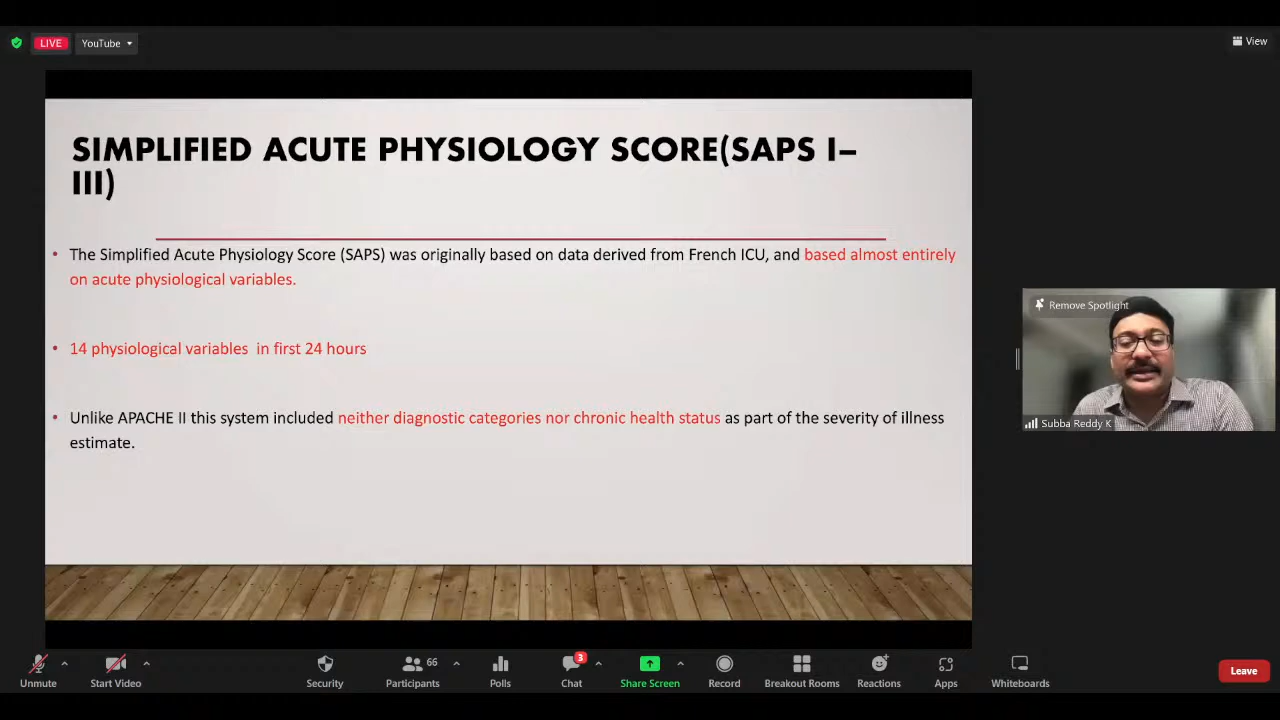 LIVE
YouTube
View
SIMPLIFIED ACUTE PHYSIOLOGY SCORE(SAPS I–
III)
• The Simplified Acute Physiology Score (SAPS) was originally based on data derived from French ICU, and based almost entirely
on acute physiological variables.
• 14 physiological variables in first 24 hours
• Unlike APACHE II this system included neither diagnostic categories nor chronic health status as part of the severity of illness
estimate.
Remove Spotlight
Subba Reddy K
Unmute
Start Video
Security
66
Participants
Polls
3
Chat
Share Screen
Record
Breakout Rooms
Reactions
Apps
Whiteboards
Leave